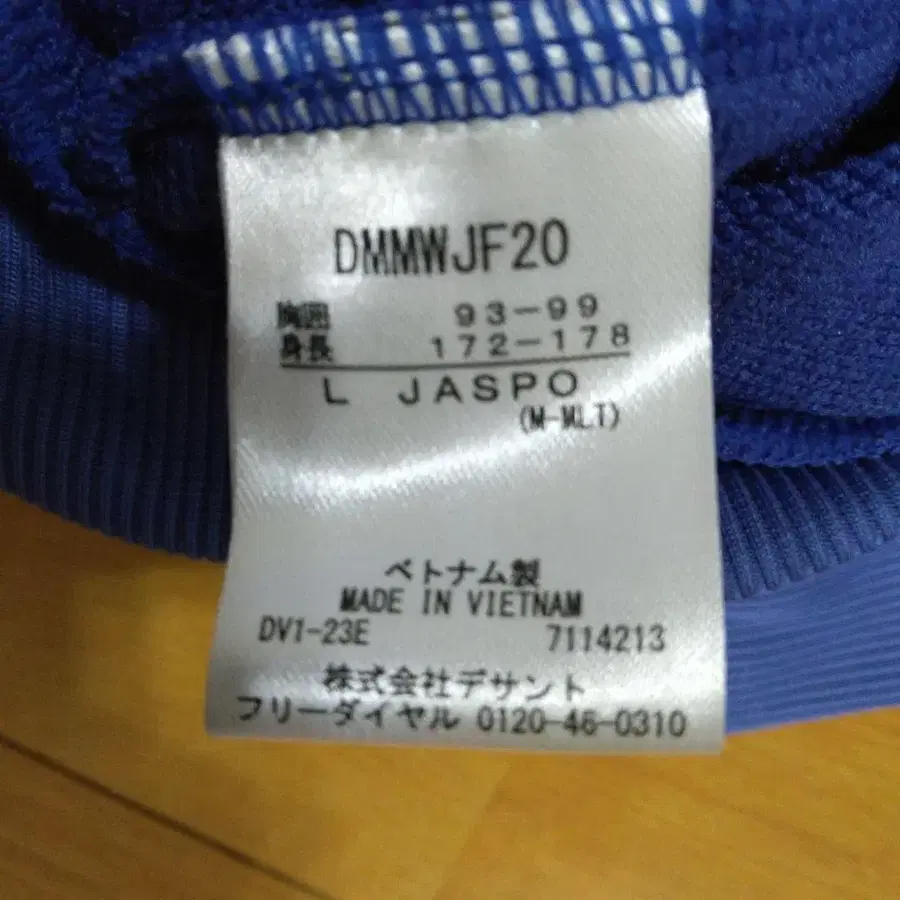 DMMWJF20
胸囲 93-99
身長 172-178
L JASPO
(M-MLT)
ベトナム製
MADE IN VIETNAM
DV1-23E 7114213
株式会社デサント
フリーダイヤル 0120-46-0310